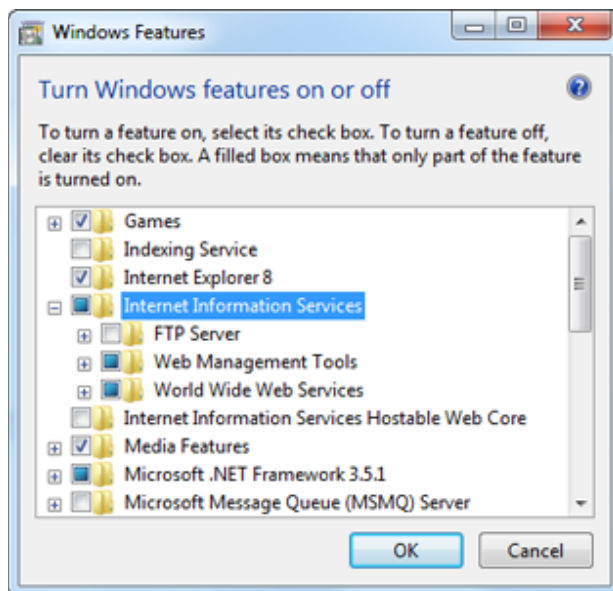 Windows Features
Turn Windows features on or off
To turn a feature on, select its check box. To turn a feature off,
clear its check box. A filled box means that only part of the feature
is turned on.
Games
Indexing Service
Internet Explorer 8
Internet Information Services
FTP Server
Web Management Tools
World Wide Web Services
Internet Information Services Hostable Web Core
Media Features
Microsoft .NET Framework 3.5.1
Microsoft Message Queue (MSMQ) Server
OK Cancel